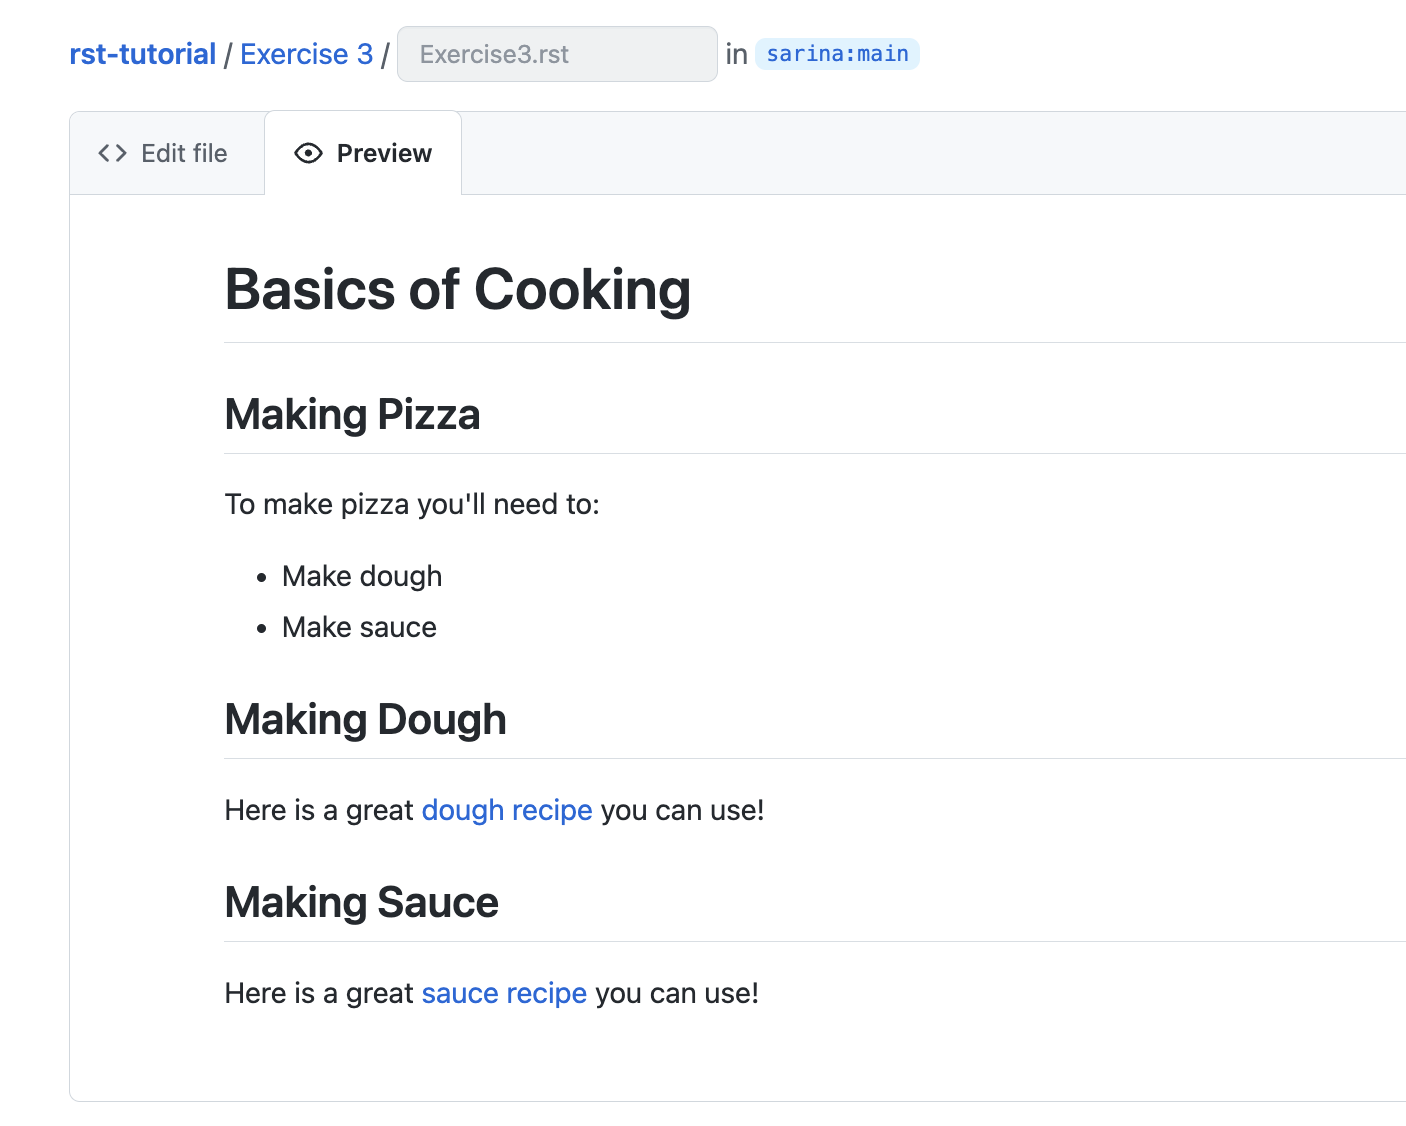 rst-tutorial / Exercise 3 / Exercise3.rst in sarina:main
<> Edit file Preview
Basics of Cooking
Making Pizza
To make pizza you'll need to:
• Make dough
• Make sauce
Making Dough
Here is a great dough recipe you can use!
Making Sauce
Here is a great sauce recipe you can use!